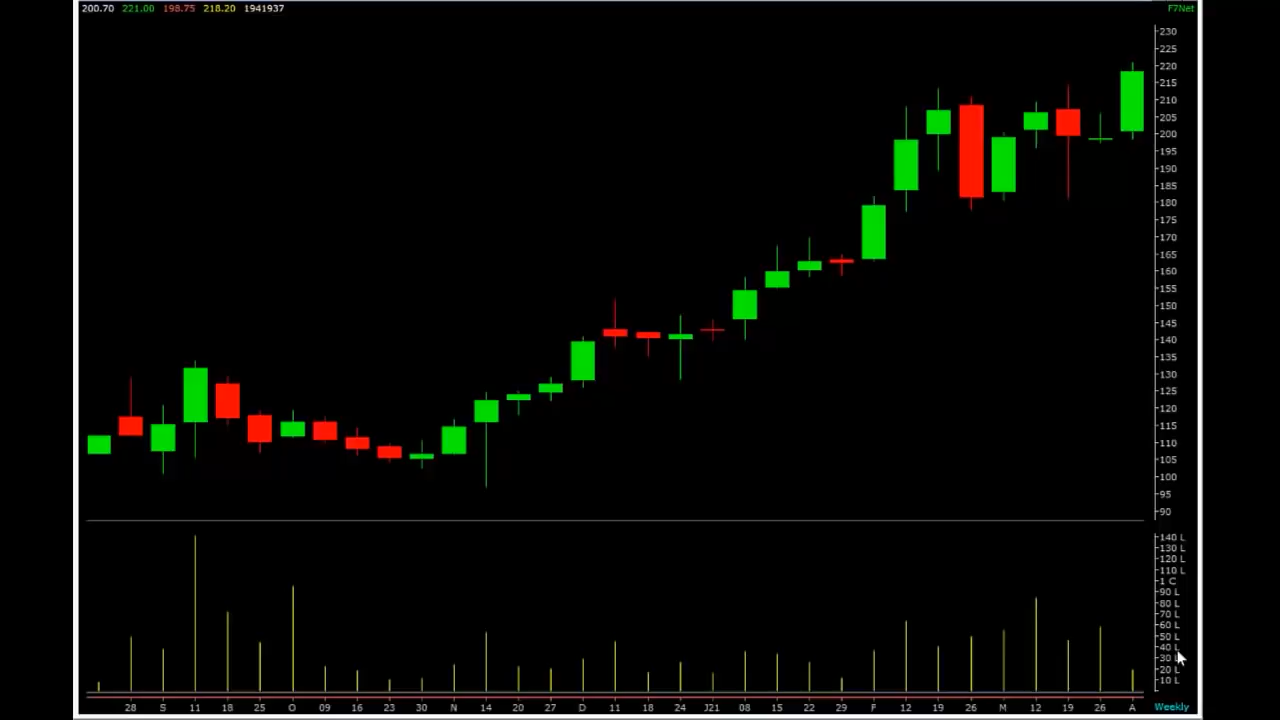 200.70 221.00 198.75 218.20 1941937
F7Net
230
225
220
215
210
205
200
195
190
185
180
175
170
165
160
155
150
145
140
135
130
125
120
115
110
105
100
95
90
140 L
130 L
120 L
110 L
1 C
90 L
80 L
70 L
60 L
50 L
40 L
30 L
20 L
10 L
28 S 11 18 25 O 09 16 23 30 N 14 20 27 D 11 18 24 J21 08 15 22 29 F 12 19 26 M 12 19 26 A Weekly